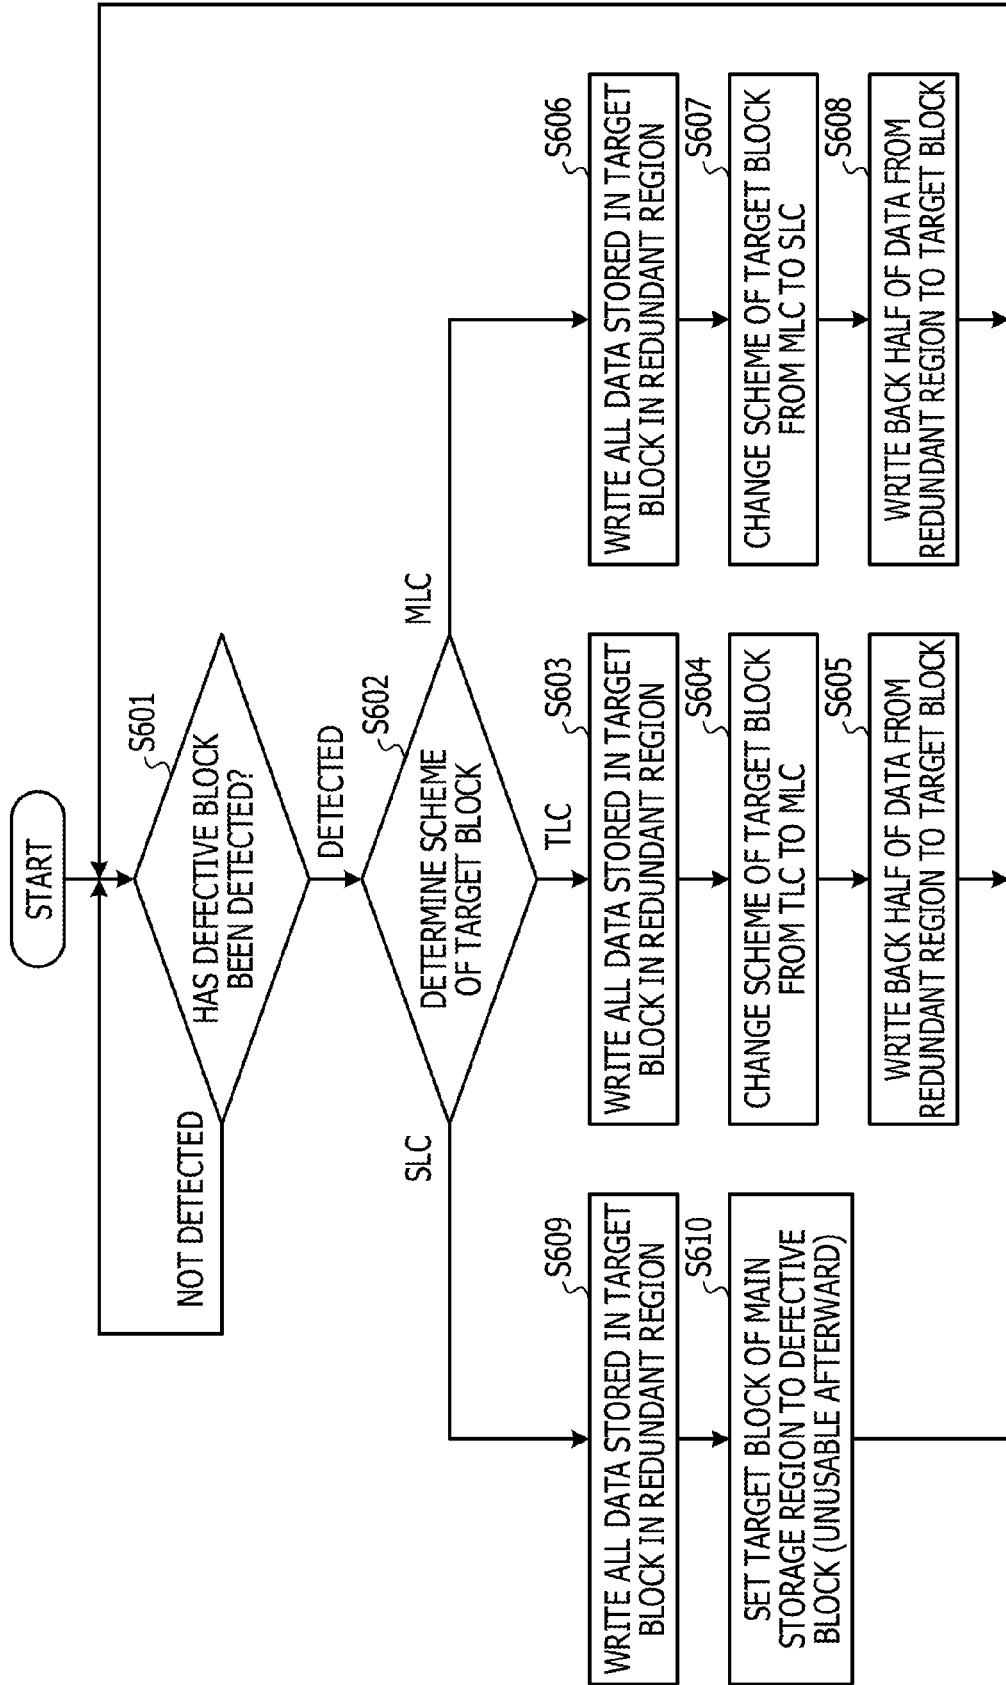 START
S601
HAS DEFECTIVE BLOCK
BEEN DETECTED?
NOT DETECTED
DETECTED
S602
DETERMINE SCHEME
OF TARGET BLOCK
SLC
TLC
MLC
S609
WRITE ALL DATA STORED IN TARGET
BLOCK IN REDUNDANT REGION
S610
SET TARGET BLOCK OF MAIN
STORAGE REGION TO DEFECTIVE
BLOCK (UNUSABLE AFTERWARD)
S603
WRITE ALL DATA STORED IN TARGET
BLOCK IN REDUNDANT REGION
S604
CHANGE SCHEME OF TARGET BLOCK
FROM TLC TO MLC
S605
WRITE BACK HALF OF DATA FROM
REDUNDANT REGION TO TARGET BLOCK
S606
WRITE ALL DATA STORED IN TARGET
BLOCK IN REDUNDANT REGION
S607
CHANGE SCHEME OF TARGET BLOCK
FROM MLC TO SLC
S608
WRITE BACK HALF OF DATA FROM
REDUNDANT REGION TO TARGET BLOCK